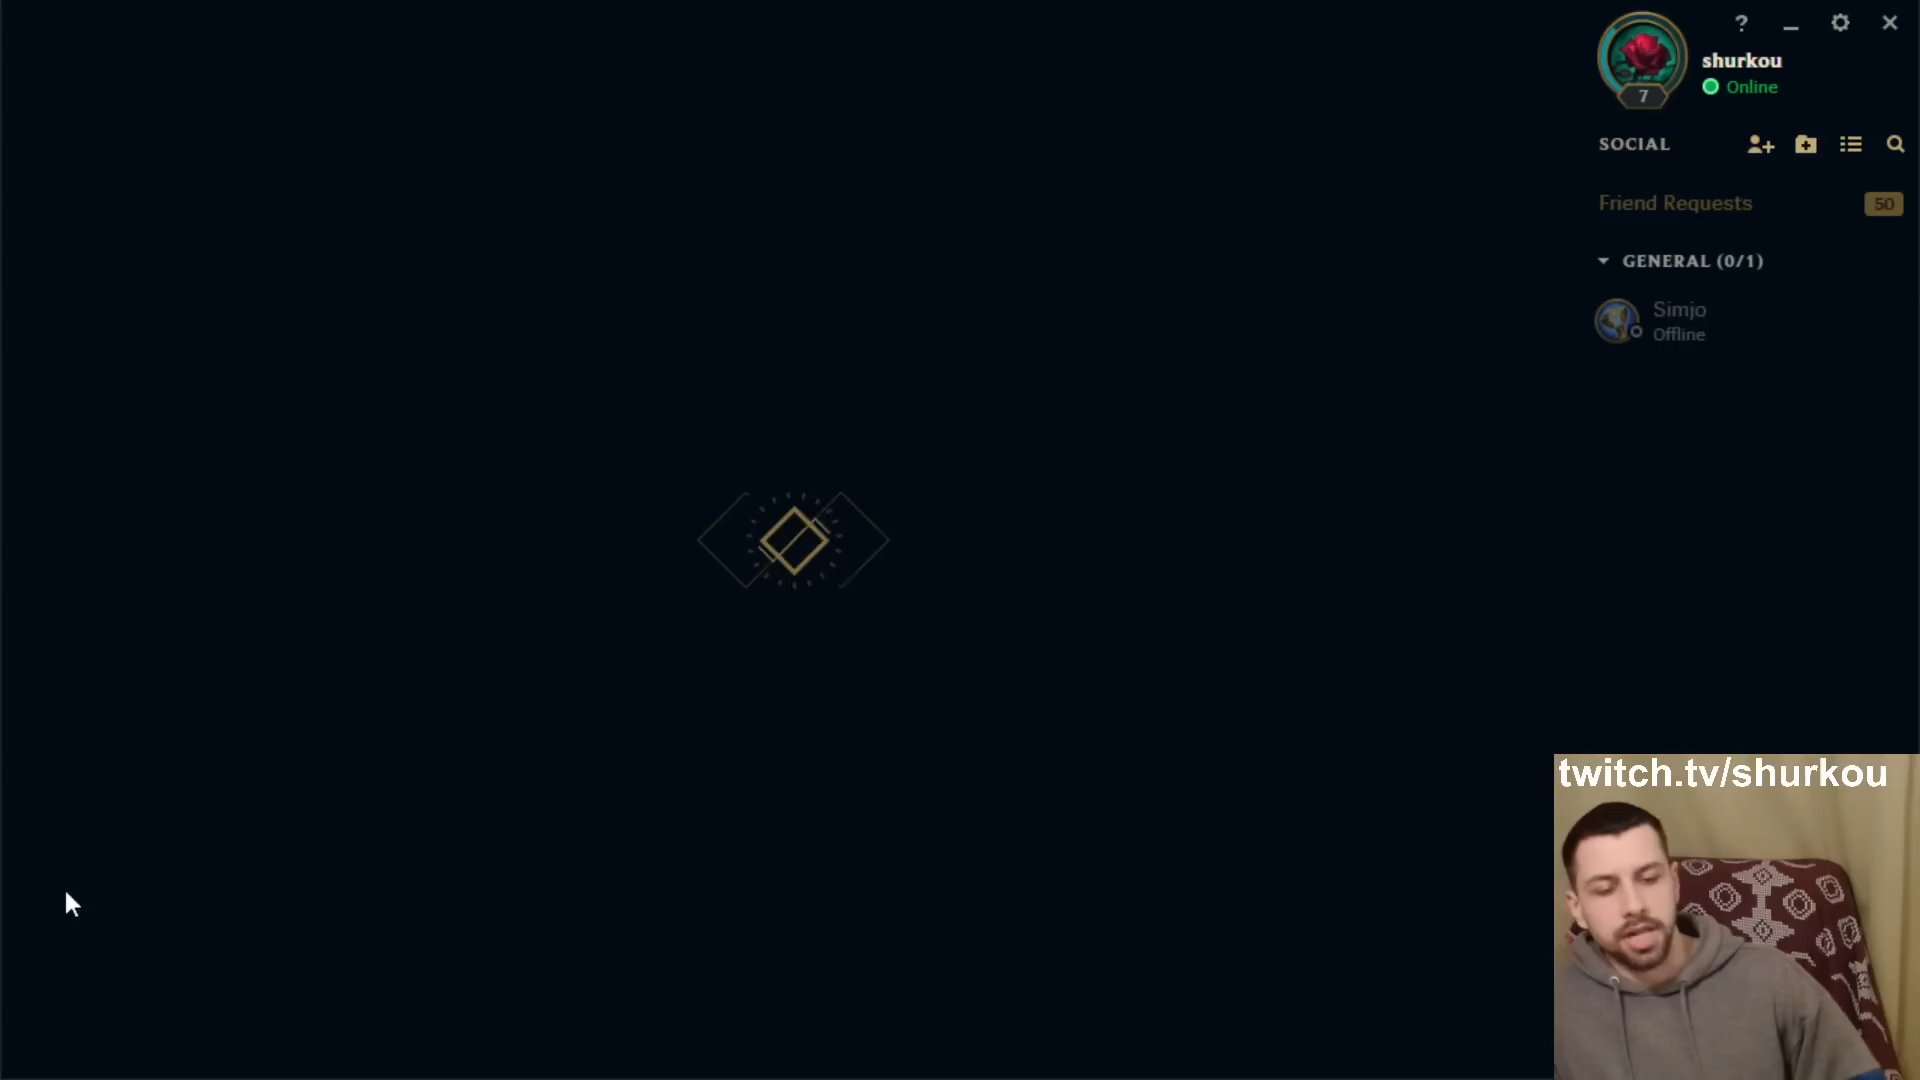 ?
shurkou
Online
7
SOCIAL
Friend Requests
50
GENERAL (0/1)
Simjo
Offline
twitch.tv/shurkou